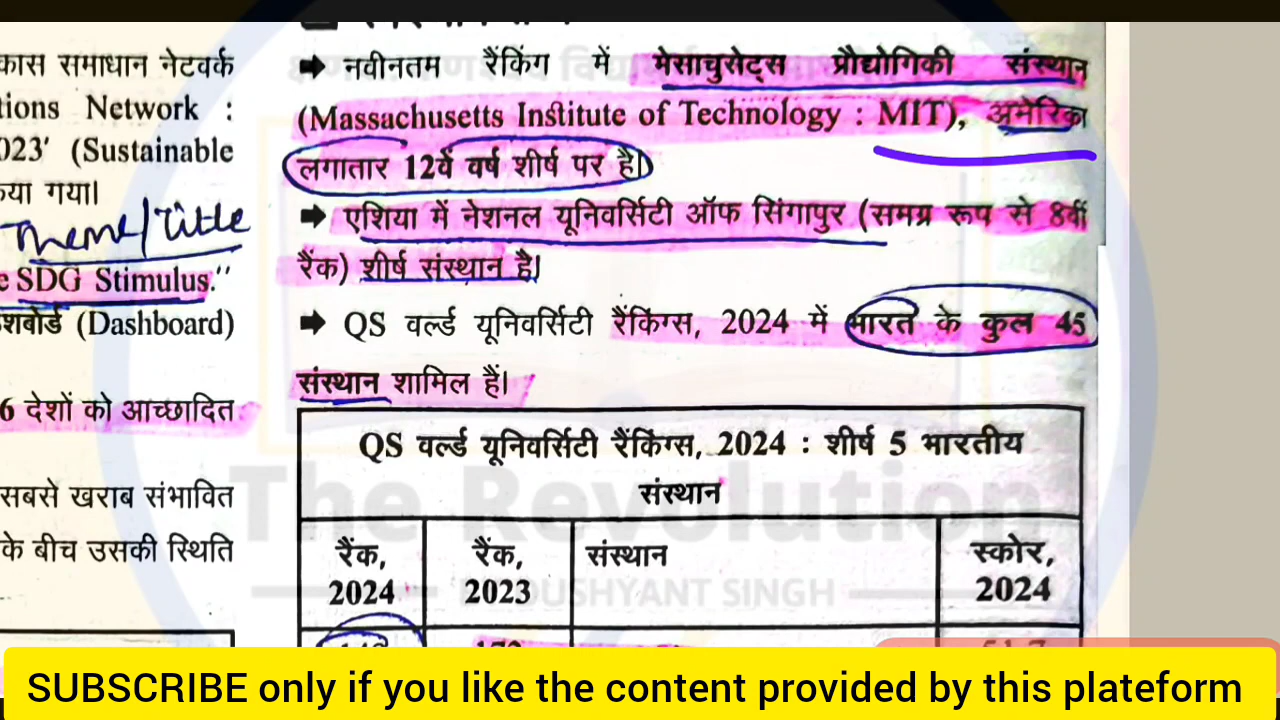 कास समाधान नेटवर्क
tions Network :
023' (Sustainable
कया गया।
Theme/Title
e SDG Stimulus."
शबोर्ड (Dashboard)
6 देशों को आच्छादित
सबसे खराब संभावित
के बीच उसकी स्थिति
➡ नवीनतम रैंकिंग में मेसाचुसेट्स प्रौद्योगिकी संस्थान
(Massachusetts Institute of Technology : MIT), अमेरिका
लगातार 12वें वर्ष शीर्ष पर है।
➡ एशिया में नेशनल यूनिवर्सिटी ऑफ सिंगापुर (समग्र रूप से 8वीं
रैंक) शीर्ष संस्थान है।
➡ QS वर्ल्ड यूनिवर्सिटी रैंकिंग्स, 2024 में भारत के कुल 45
संस्थान शामिल हैं।
QS वर्ल्ड यूनिवर्सिटी रैंकिंग्स, 2024 : शीर्ष 5 भारतीय
संस्थान
The Revolution
रैंक, 2024
रैंक, 2023
संस्थान
स्कोर, 2024
DUSHYANT SINGH
SUBSCRIBE only if you like the content provided by this plateform